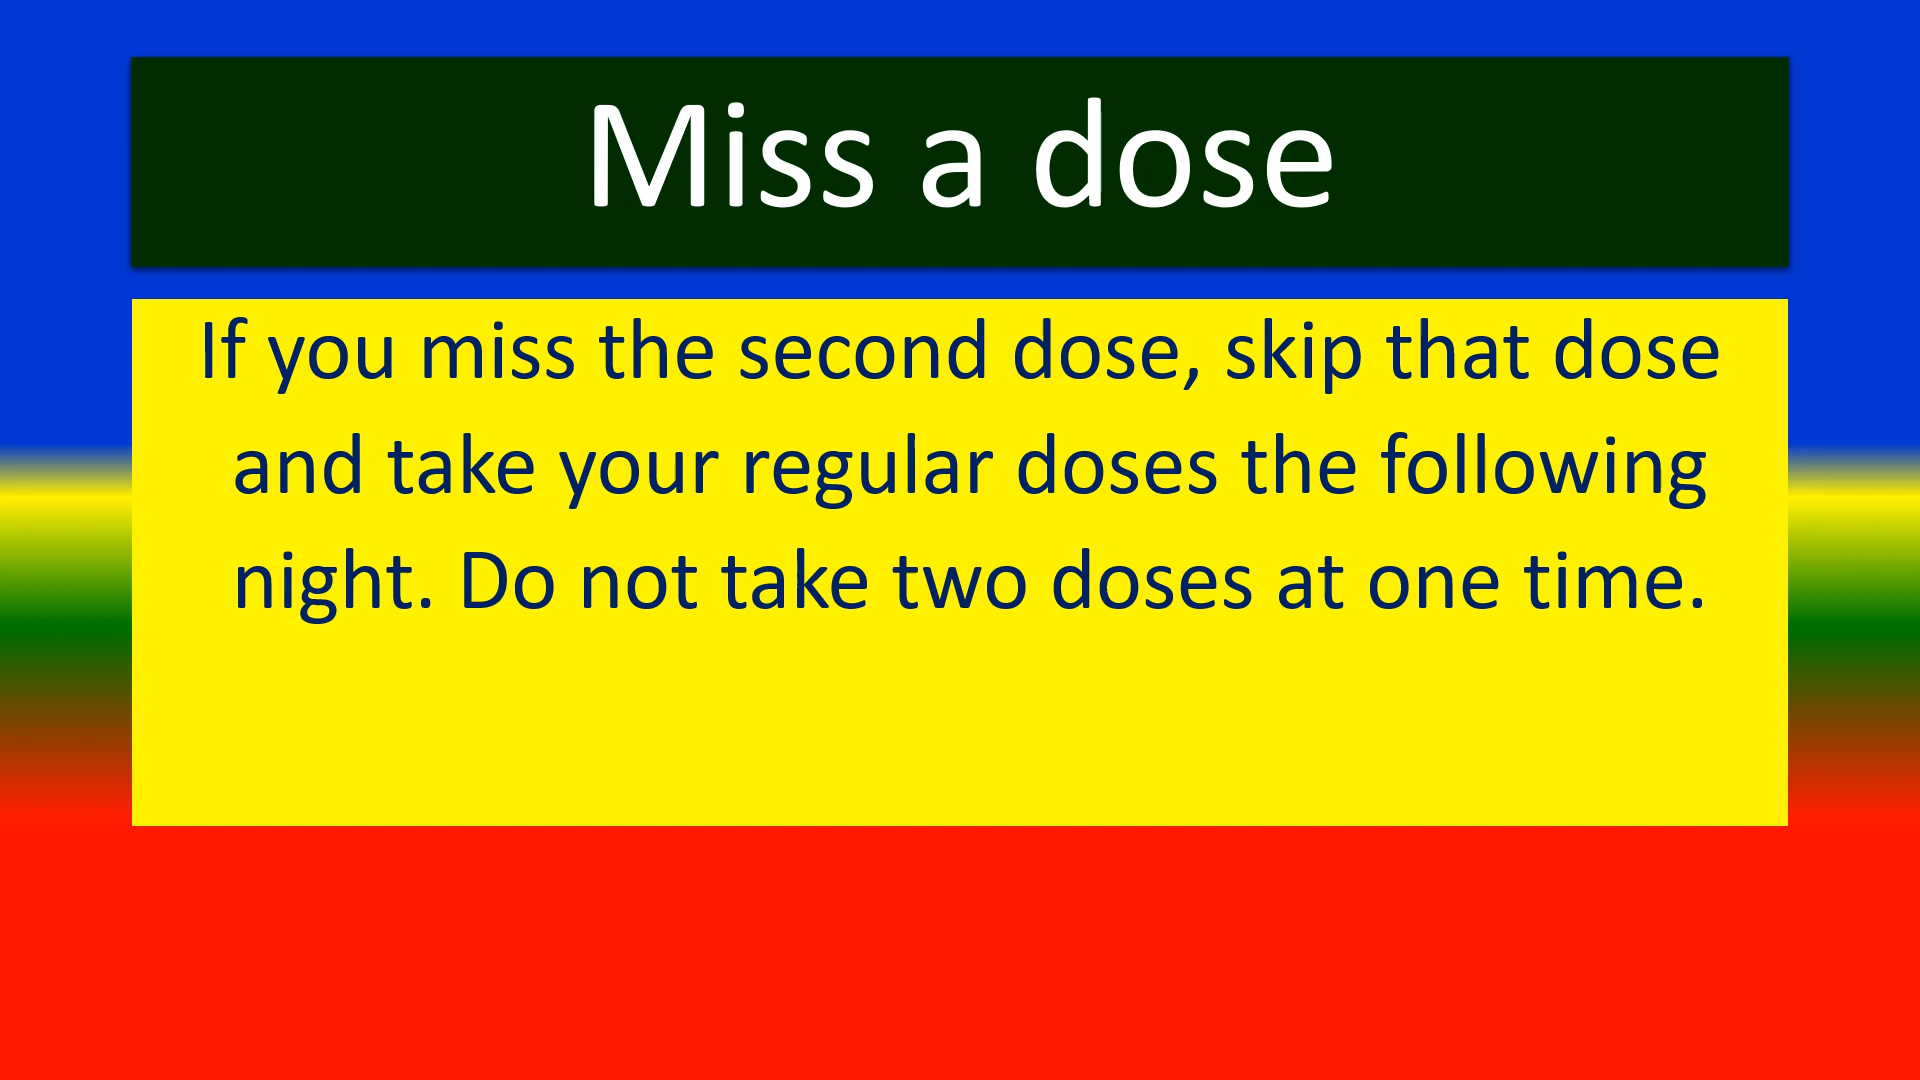 Miss a dose
If you miss the second dose, skip that dose
and take your regular doses the following
night. Do not take two doses at one time.